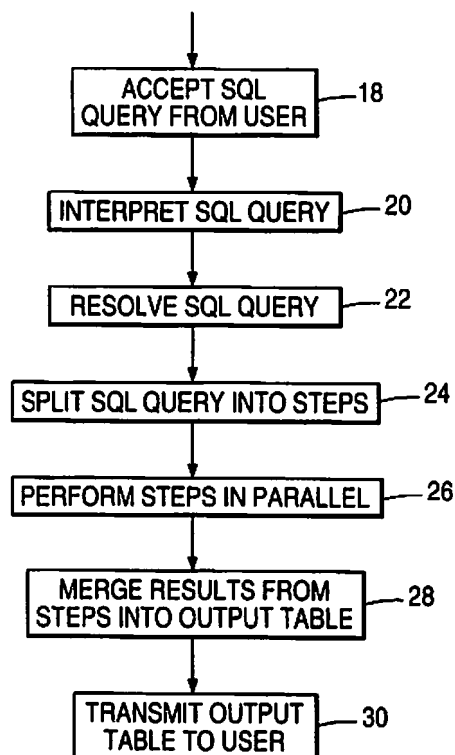 ACCEPT SQL
QUERY FROM USER
18
INTERPRET SQL QUERY
20
RESOLVE SQL QUERY
22
SPLIT SQL QUERY INTO STEPS
24
PERFORM STEPS IN PARALLEL
26
MERGE RESULTS FROM
STEPS INTO OUTPUT TABLE
28
TRANSMIT OUTPUT
TABLE TO USER
30